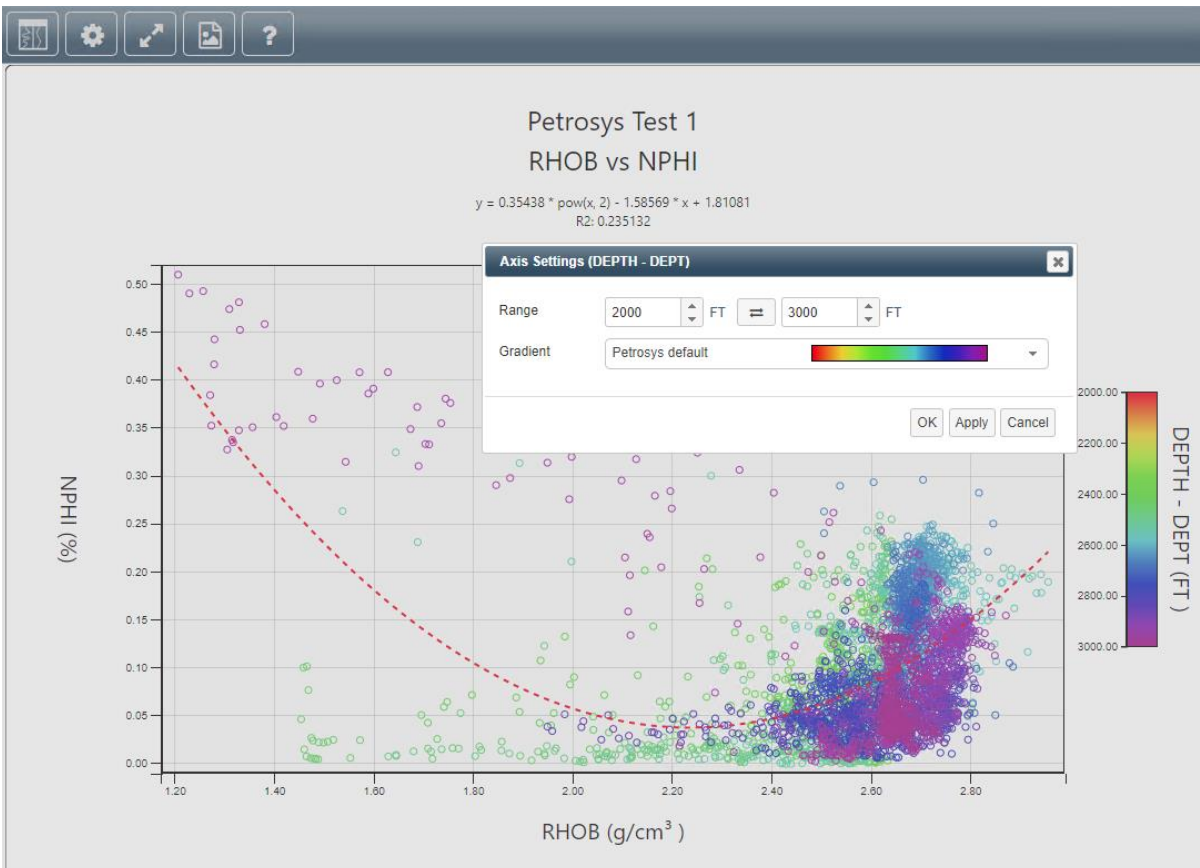 ?
Petrosys Test 1
RHOB vs NPHI
y = 0.35438 * pow(x, 2) - 1.58569 * x + 1.81081
R2: 0.235132
Axis Settings (DEPTH - DEPT)
Range 2000 FT 3000 FT
Gradient Petrosys default
OK Apply Cancel
NPHI (%)
0.50
0.45
0.40
0.35
0.30
0.25
0.20
0.15
0.10
0.05
0.00
1.20 1.40 1.60 1.80 2.00 2.20 2.40 2.60 2.80
RHOB (g/cm³ )
2000.00
2200.00
2400.00
2600.00
2800.00
3000.00
DEPTH - DEPT (FT )